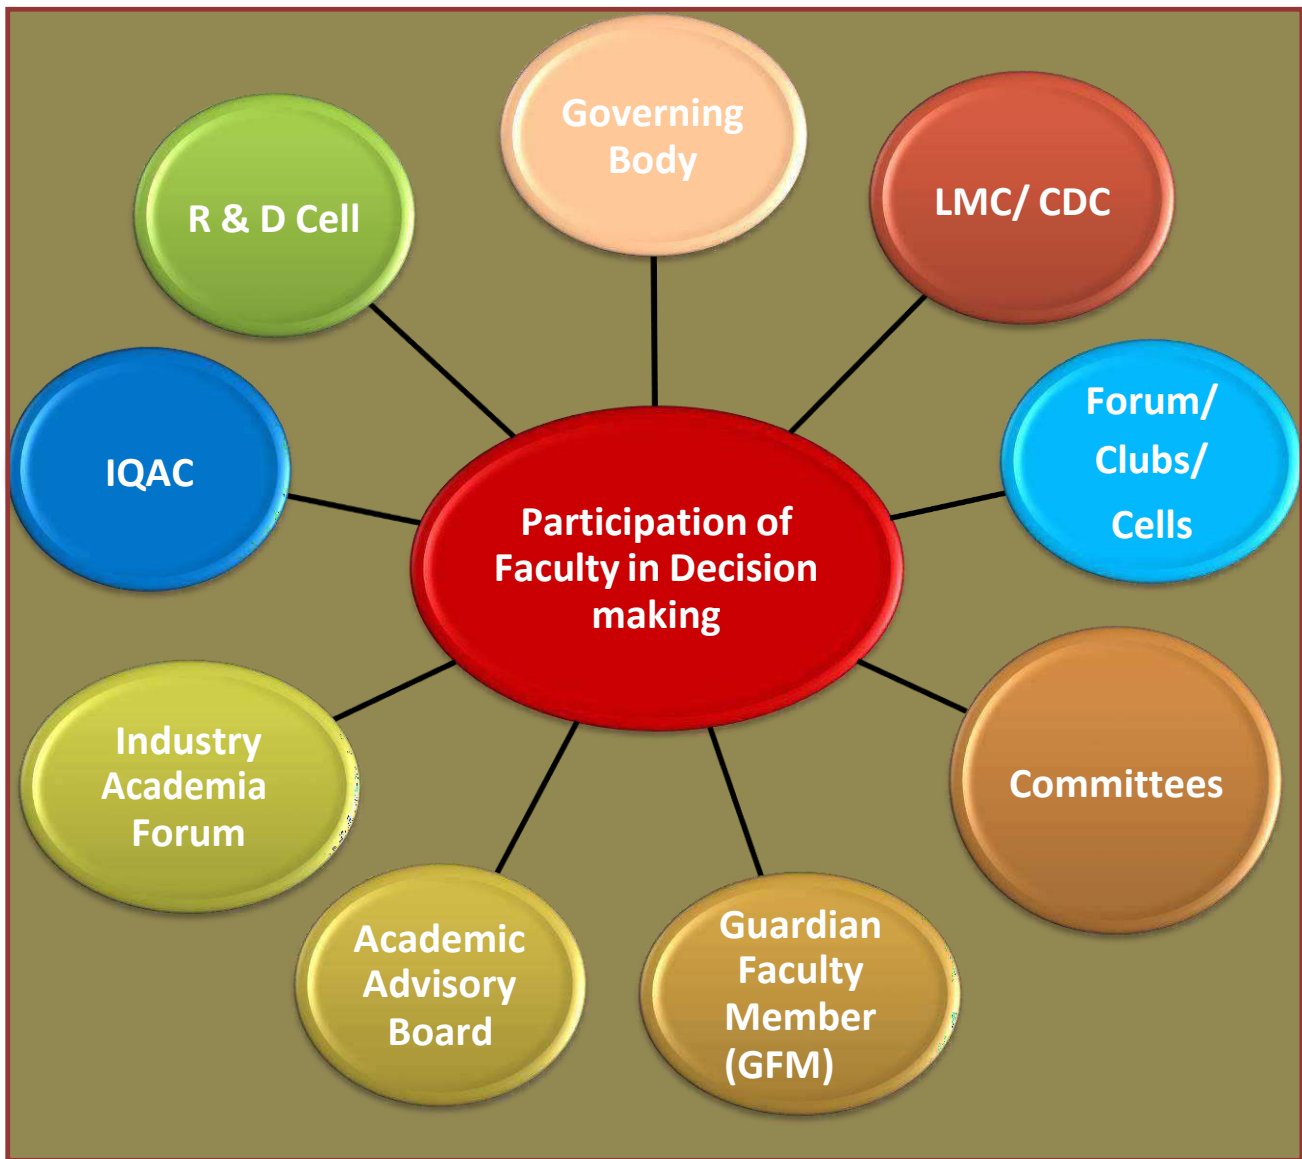 Governing
Body
LMC/ CDC
R & D Cell
Forum/
Clubs/
Cells
IQAC
Participation of
Faculty in Decision
making
Industry
Academia
Forum
Committees
Academic
Advisory
Board
Guardian
Faculty
Member
(GFM)